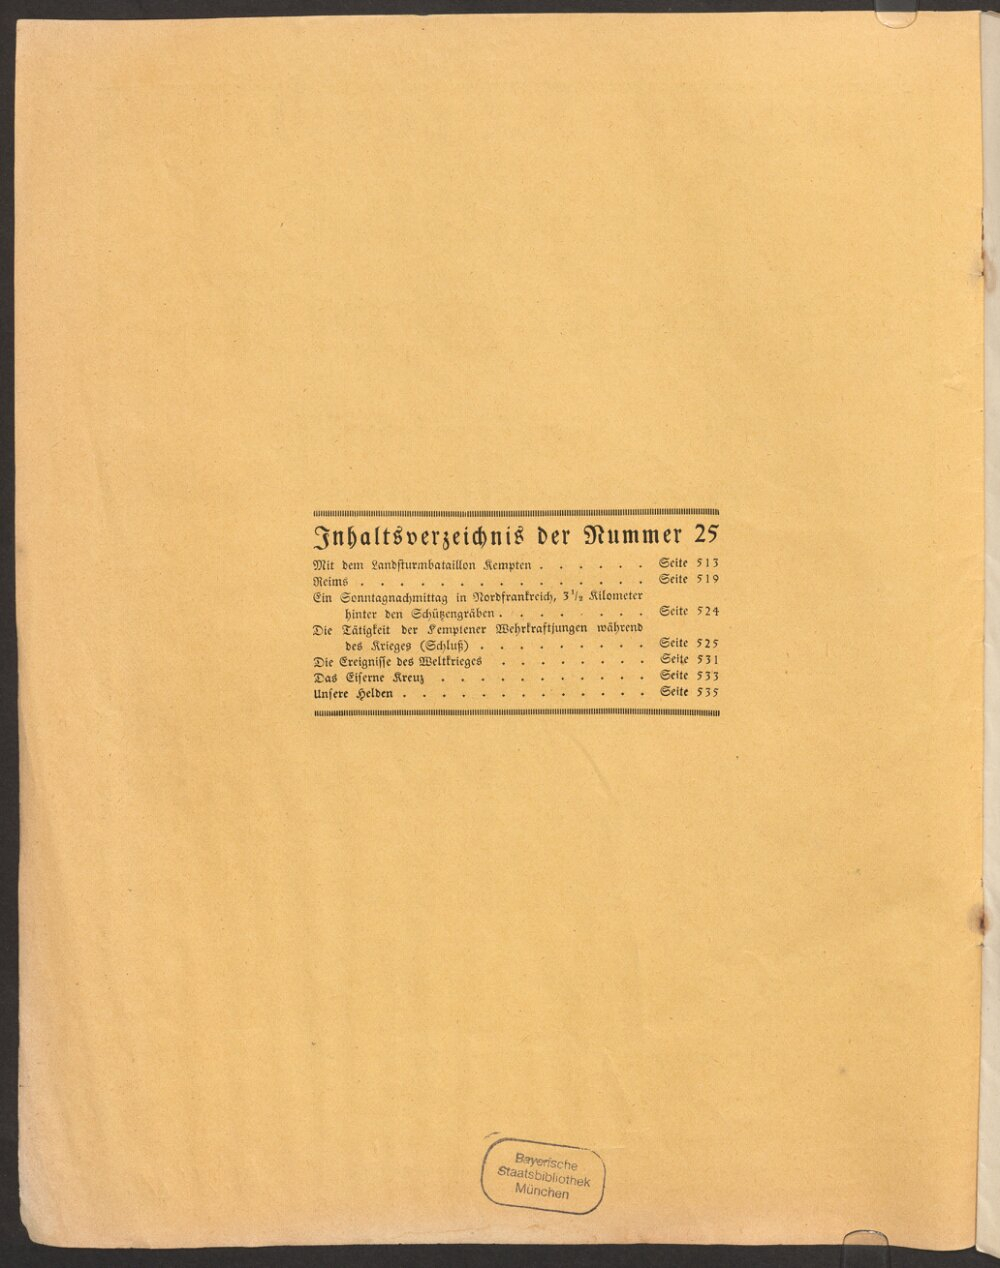 Inhaltsverzeichnis der Nummer 25
Mit dem Landsturmbataillon Kempten . . . . . . Seite 513
Reims . . . . . . . . . . . . . . . Seite 519
Ein Sonntagnachmittag in Nordfrankreich, 3 1/2 Kilometer
hinter den Schützengräben . . . . . . . . Seite 524
Die Tätigkeit der Kemptener Wehrkraftjungen während
des Krieges (Schluß) . . . . . . . . . Seite 525
Die Ereignisse des Weltkrieges . . . . . . . . Seite 531
Das Eiserne Kreuz . . . . . . . . . . . Seite 533
Unsere Helden . . . . . . . . . . . . . Seite 535
Bayerische
Staatsbibliothek
München